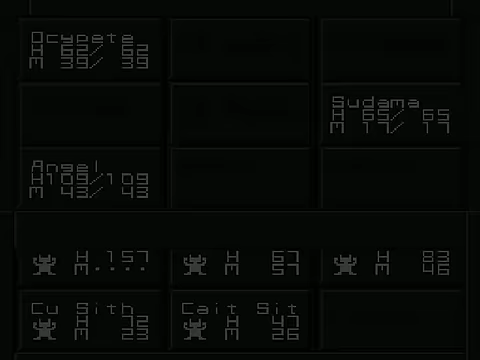 Ocypete
H 62/ 62
M 39/ 39
Sudama
H 65/ 65
M 17/ 17
Angel
H109/109
M 43/ 43
H 157 H 67 H 83
M.... M 57 M 46
Cu Sith Cait Sit
H 72 H 47
M 23 M 26